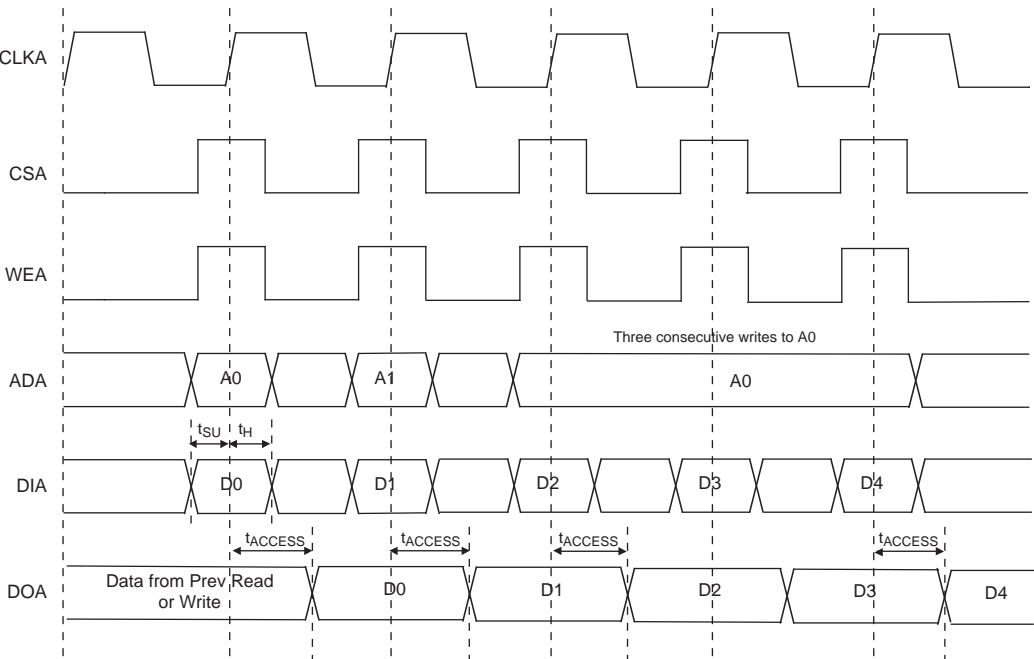 CLKA
CSA
WEA
Three consecutive writes to A0
ADA
A0
A1
A0
tSU
tH
DIA
D0
D1
D2
D3
D4
tACCESS
tACCESS
tACCESS
tACCESS
DOA
Data from Prev Read
or Write
D0
D1
D2
D3
D4